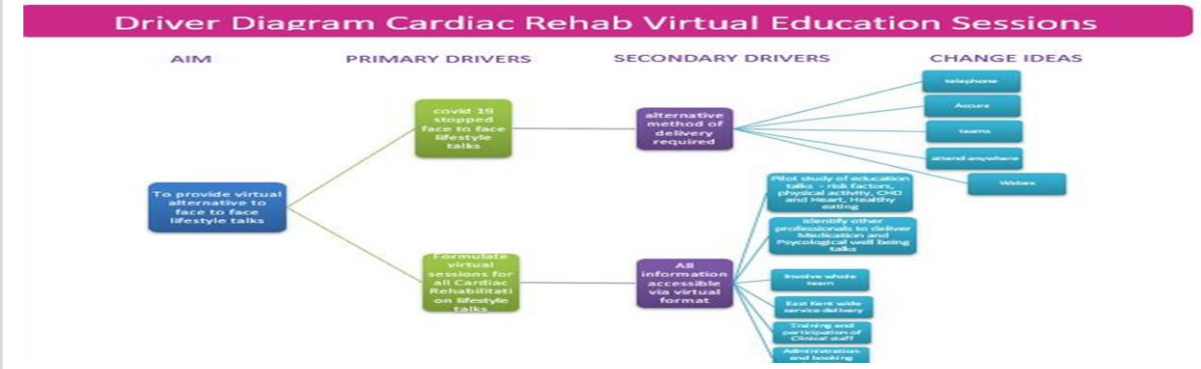 Driver Diagram Cardiac Rehab Virtual Education Sessions
AIM
PRIMARY DRIVERS
SECONDARY DRIVERS
CHANGE IDEAS
To provide virtual
alternative to
face to face
lifestyle talks
covid 19
stopped
face to face
lifestyle
talks
Formulate
virtual
sessions for
all Cardiac
Rehabilitati
on lifestyle
talks
alternative
method of
delivery
required
All
information
accessible
via virtual
format
telephone
Accurx
teams
attend anywhere
Webex
Pilot study of education
talks - risk factors,
physical activity, CHD
and Heart, Healthy
eating
identify other
professionals to deliver
Medication and
Psycological well being
talks
Involve whole
team
East Kent wide
service delivery
Training and
participation of
Clinical staff
Administration
and booking